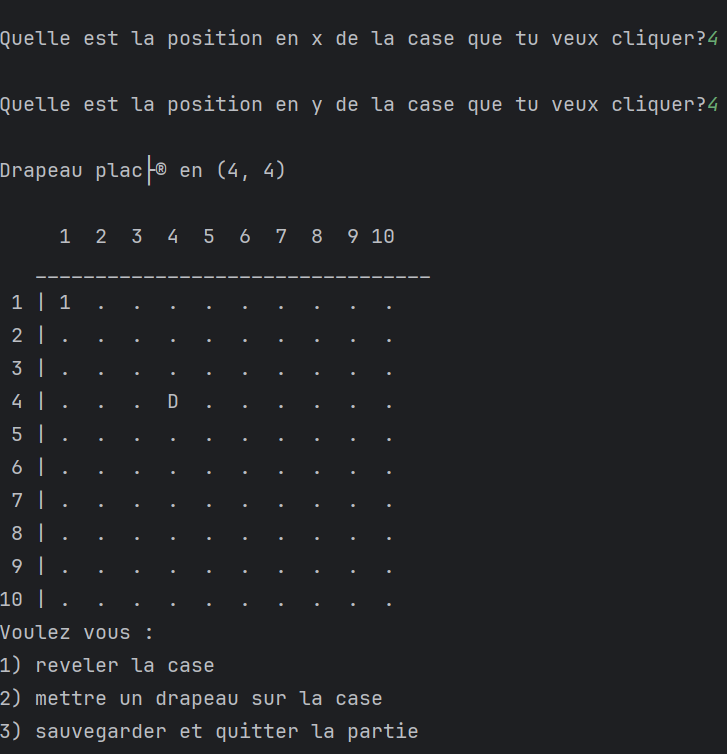 Quelle est la position en x de la case que tu veux cliquer?4
Quelle est la position en y de la case que tu veux cliquer?4
Drapeau plac├® en (4, 4)
     1  2  3  4  5  6  7  8  9 10
   _________________________________
 1 | 1  .  .  .  .  .  .  .  .  .
 2 | .  .  .  .  .  .  .  .  .  .
 3 | .  .  .  .  .  .  .  .  .  .
 4 | .  .  .  D  .  .  .  .  .  .
 5 | .  .  .  .  .  .  .  .  .  .
 6 | .  .  .  .  .  .  .  .  .  .
 7 | .  .  .  .  .  .  .  .  .  .
 8 | .  .  .  .  .  .  .  .  .  .
 9 | .  .  .  .  .  .  .  .  .  .
10 | .  .  .  .  .  .  .  .  .  .
Voulez vous :
1) reveler la case
2) mettre un drapeau sur la case
3) sauvegarder et quitter la partie